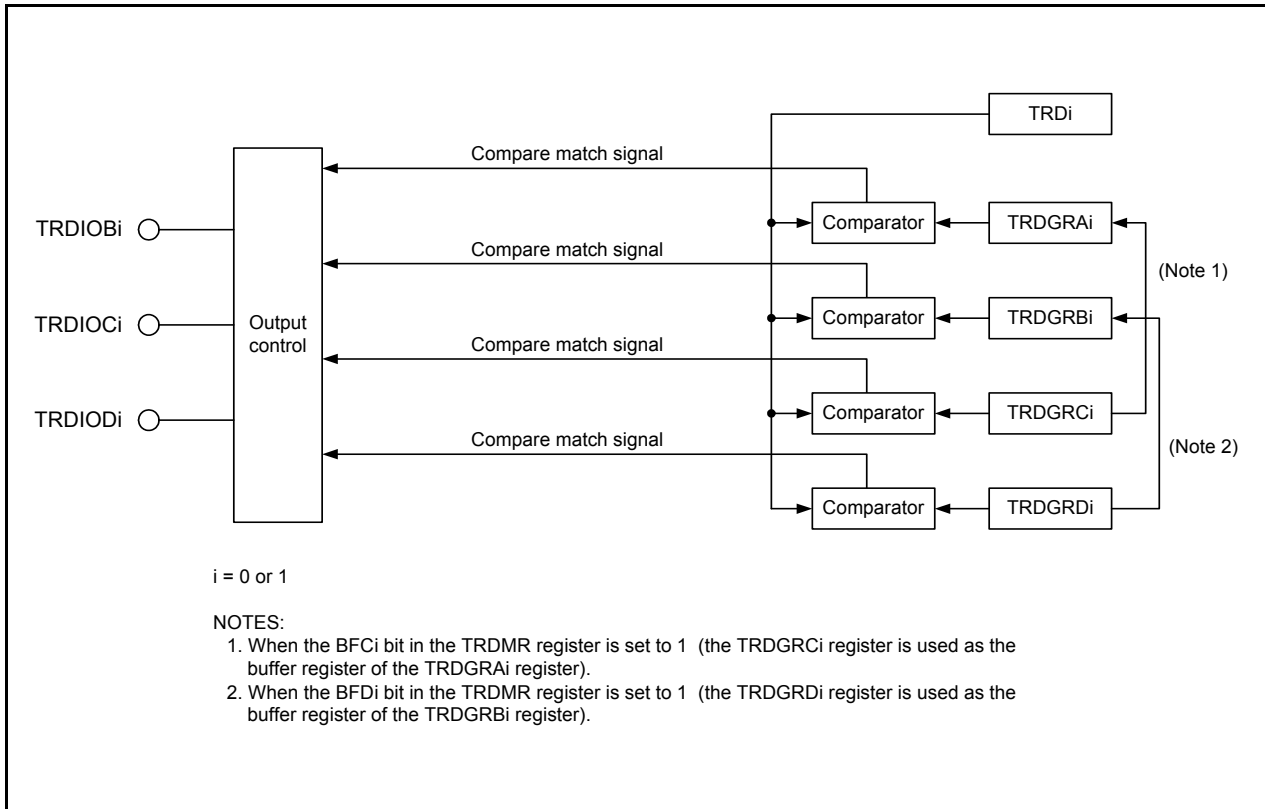 TRDi
Compare match signal
Comparator
TRDGRAi
TRDIOBi
Compare match signal
(Note 1)
Comparator
TRDGRBi
TRDIOCi
Output
control
Compare match signal
Comparator
TRDGRCi
TRDIODi
Compare match signal
(Note 2)
Comparator
TRDGRDi
i = 0 or 1
NOTES:
1. When the BFCi bit in the TRDMR register is set to 1 (the TRDGRCi register is used as the
buffer register of the TRDGRAi register).
2. When the BFDi bit in the TRDMR register is set to 1 (the TRDGRDi register is used as the
buffer register of the TRDGRBi register).